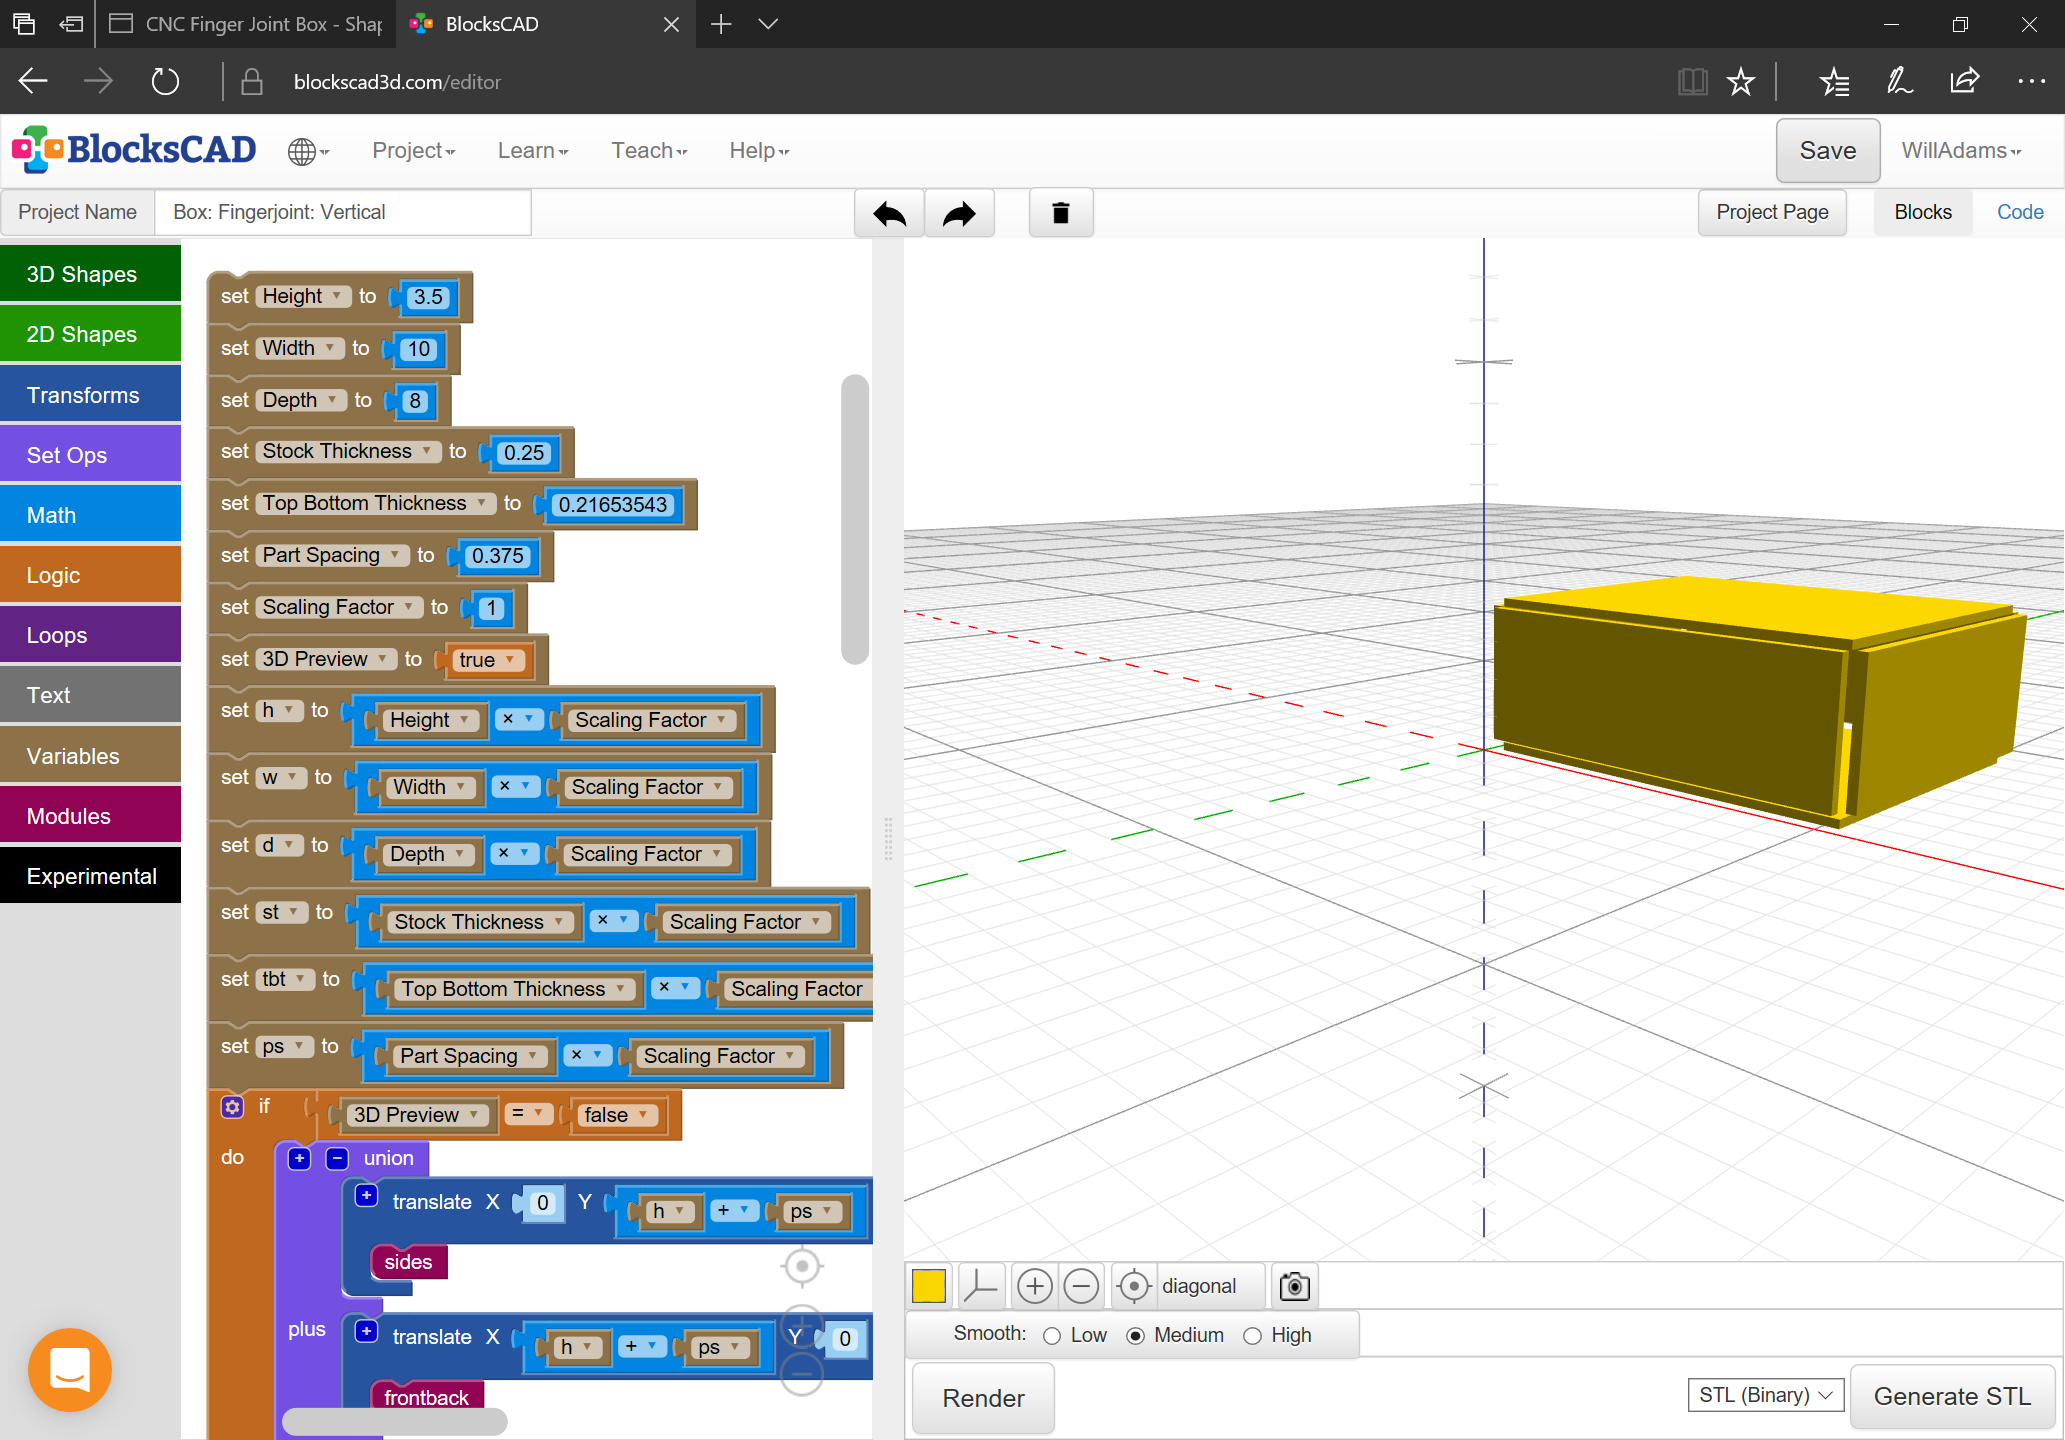 CNC Finger Joint Box - Shap
BlocksCAD
blockscad3d.com/editor
BlocksCAD
Project
Learn
Teach
Help
Save
WillAdams
Project Name
Box: Fingerjoint: Vertical
Project Page
Blocks
Code
3D Shapes
2D Shapes
Transforms
Set Ops
Math
Logic
Loops
Text
Variables
Modules
Experimental
set Height to 3.5
set Width to 10
set Depth to 8
set Stock Thickness to 0.25
set Top Bottom Thickness to 0.21653543
set Part Spacing to 0.375
set Scaling Factor to 1
set 3D Preview to true
set h to Height × Scaling Factor
set w to Width × Scaling Factor
set d to Depth × Scaling Factor
set st to Stock Thickness × Scaling Factor
set tbt to Top Bottom Thickness × Scaling Factor
set ps to Part Spacing × Scaling Factor
if 3D Preview = false
do + - union
+ translate X 0 Y h + ps
sides
plus + translate X h + ps Y 0
frontback
diagonal
Smooth: Low Medium High
Render
STL (Binary)
Generate STL